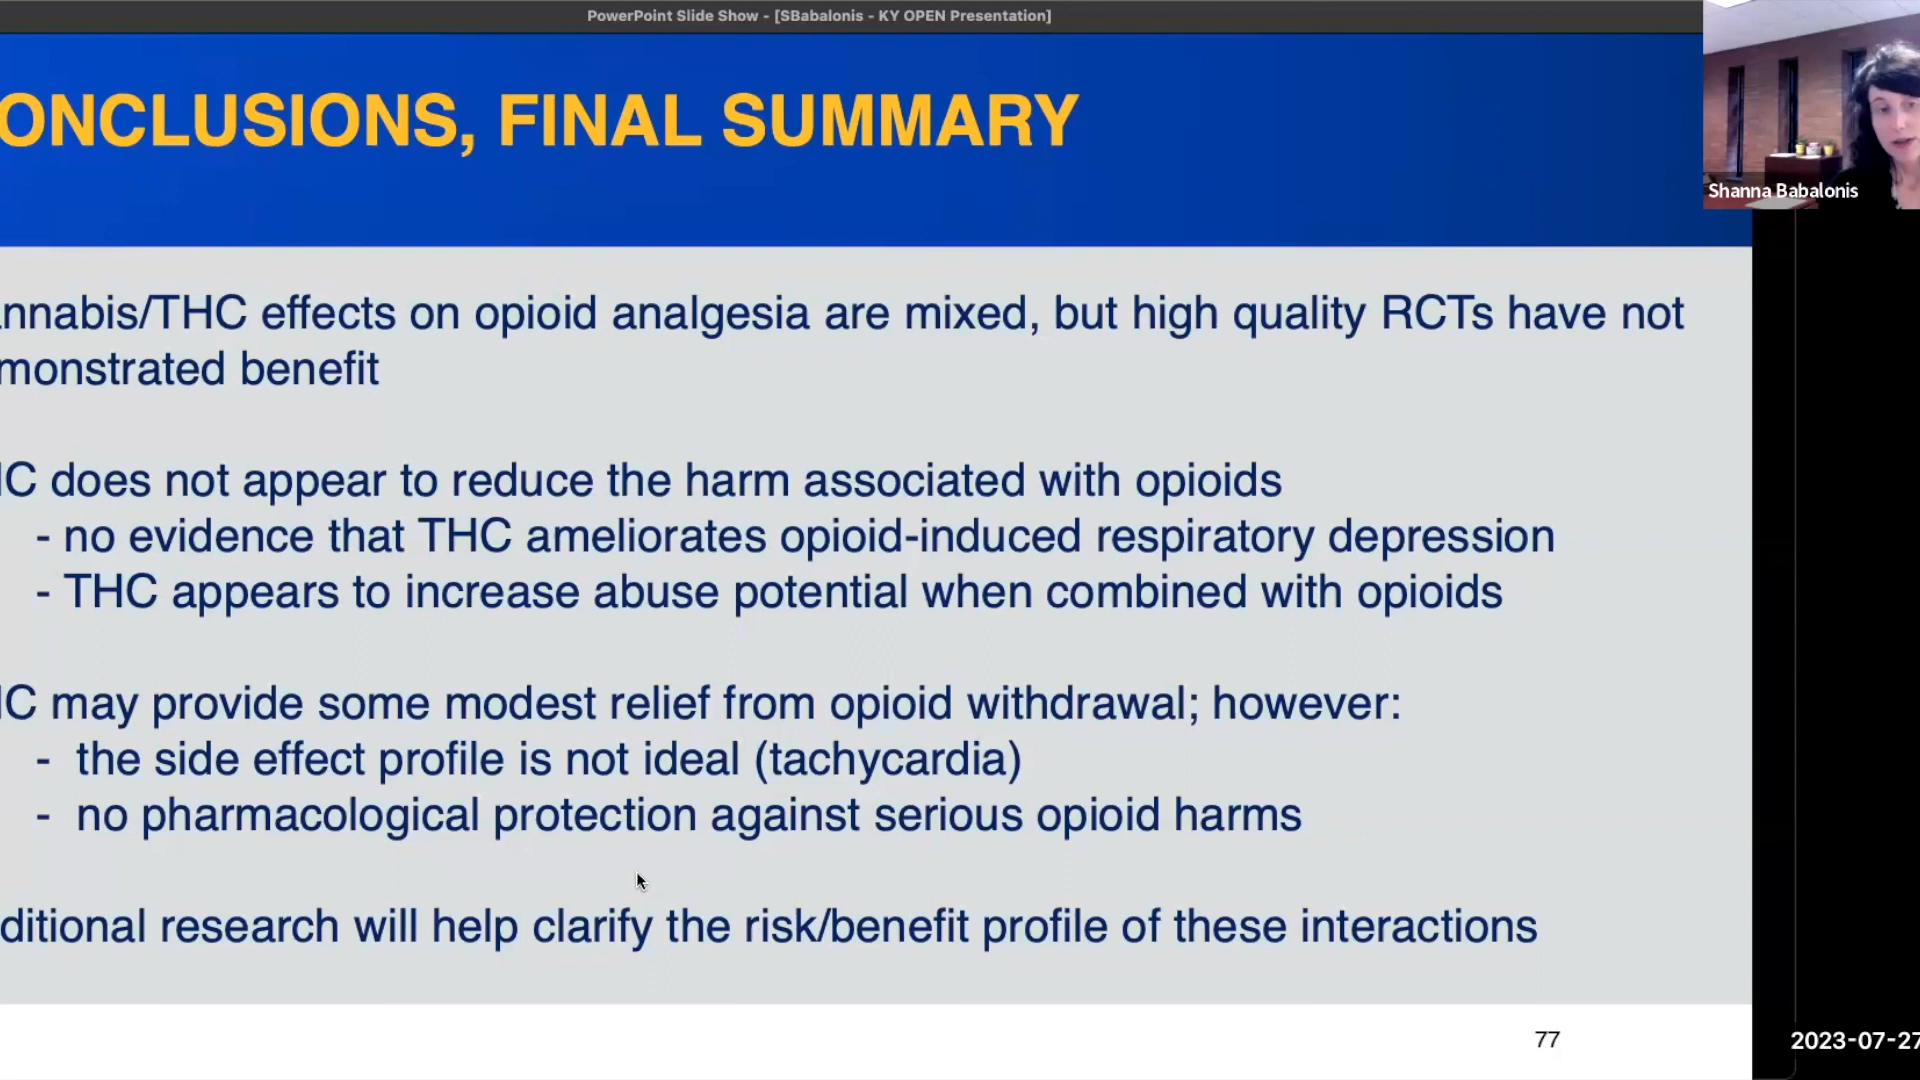 PowerPoint Slide Show - [SBabalonis - KY OPEN Presentation]
ONCLUSIONS, FINAL SUMMARY
Shanna Babalonis
nnabis/THC effects on opioid analgesia are mixed, but high quality RCTs have not
monstrated benefit
IC does not appear to reduce the harm associated with opioids
- no evidence that THC ameliorates opioid-induced respiratory depression
- THC appears to increase abuse potential when combined with opioids
IC may provide some modest relief from opioid withdrawal; however:
- the side effect profile is not ideal (tachycardia)
- no pharmacological protection against serious opioid harms
ditional research will help clarify the risk/benefit profile of these interactions
77
2023-07-27